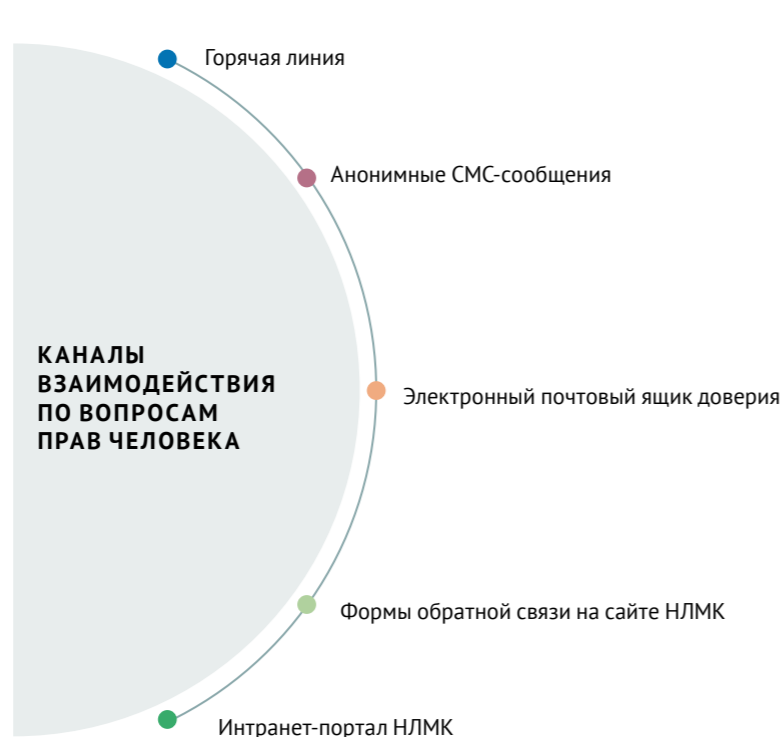 Горячая линия
Анонимные СМС-сообщения
КАНАЛЫ
ВЗАИМОДЕЙСТВИЯ
ПО ВОПРОСАМ
ПРАВ ЧЕЛОВЕКА
Электронный почтовый ящик доверия
Формы обратной связи на сайте НЛМК
Интранет-портал НЛМК